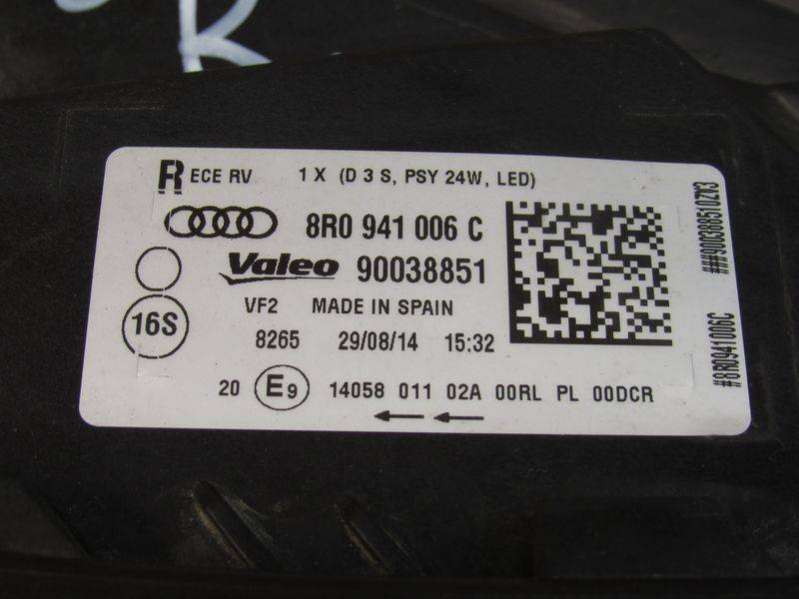 R
R ECE RV 1 X (D 3 S, PSY 24W, LED)
8R0 941 006 C
Valeo 90038851
VF2 MADE IN SPAIN
16S
8265 29/08/14 15:32
20 E9 14058 011 02A 00RL PL 00DCR
###90038851OZV3
#8R0941006C